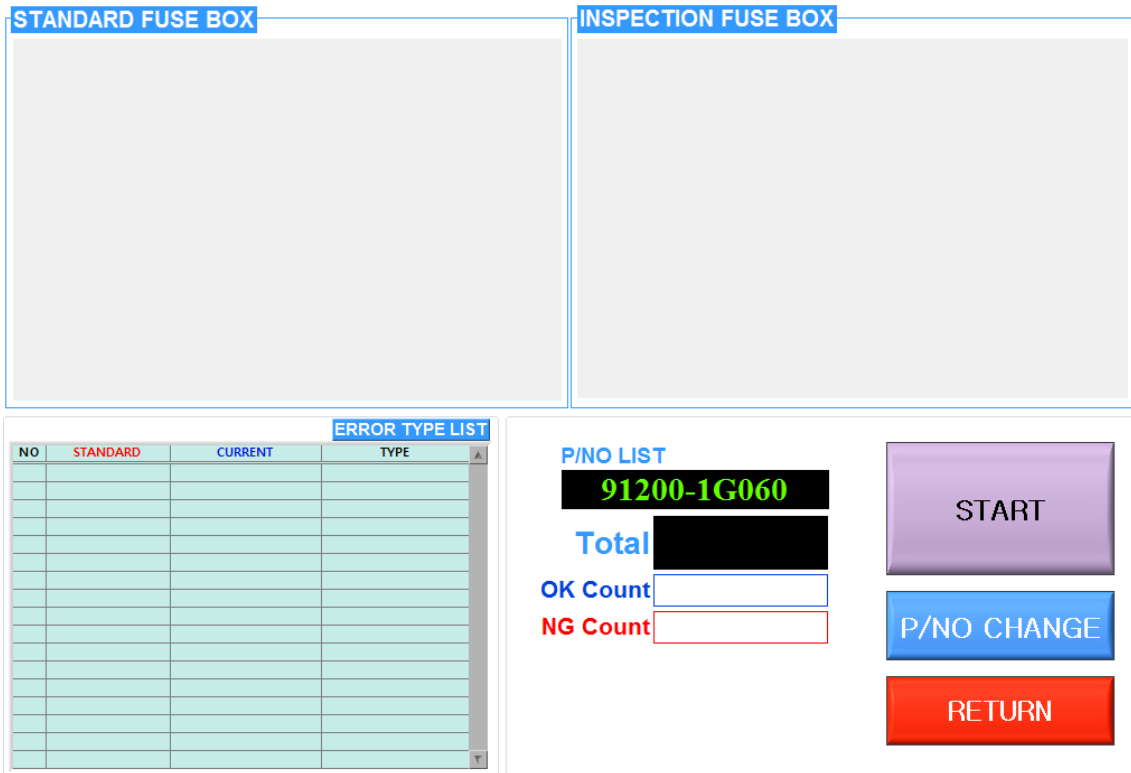 STANDARD FUSE BOX
INSPECTION FUSE BOX
ERROR TYPE LIST
NO STANDARD CURRENT TYPE
P/NO LIST
91200-1G060
Total
OK Count
NG Count
START
P/NO CHANGE
RETURN